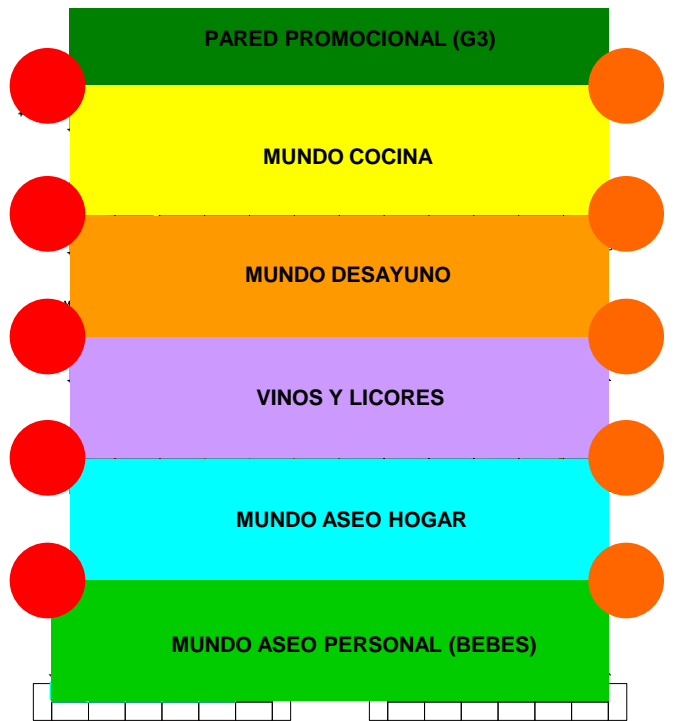 PARED PROMOCIONAL (G3)
MUNDO COCINA
MUNDO DESAYUNO
VINOS Y LICORES
MUNDO ASEO HOGAR
MUNDO ASEO PERSONAL (BEBES)